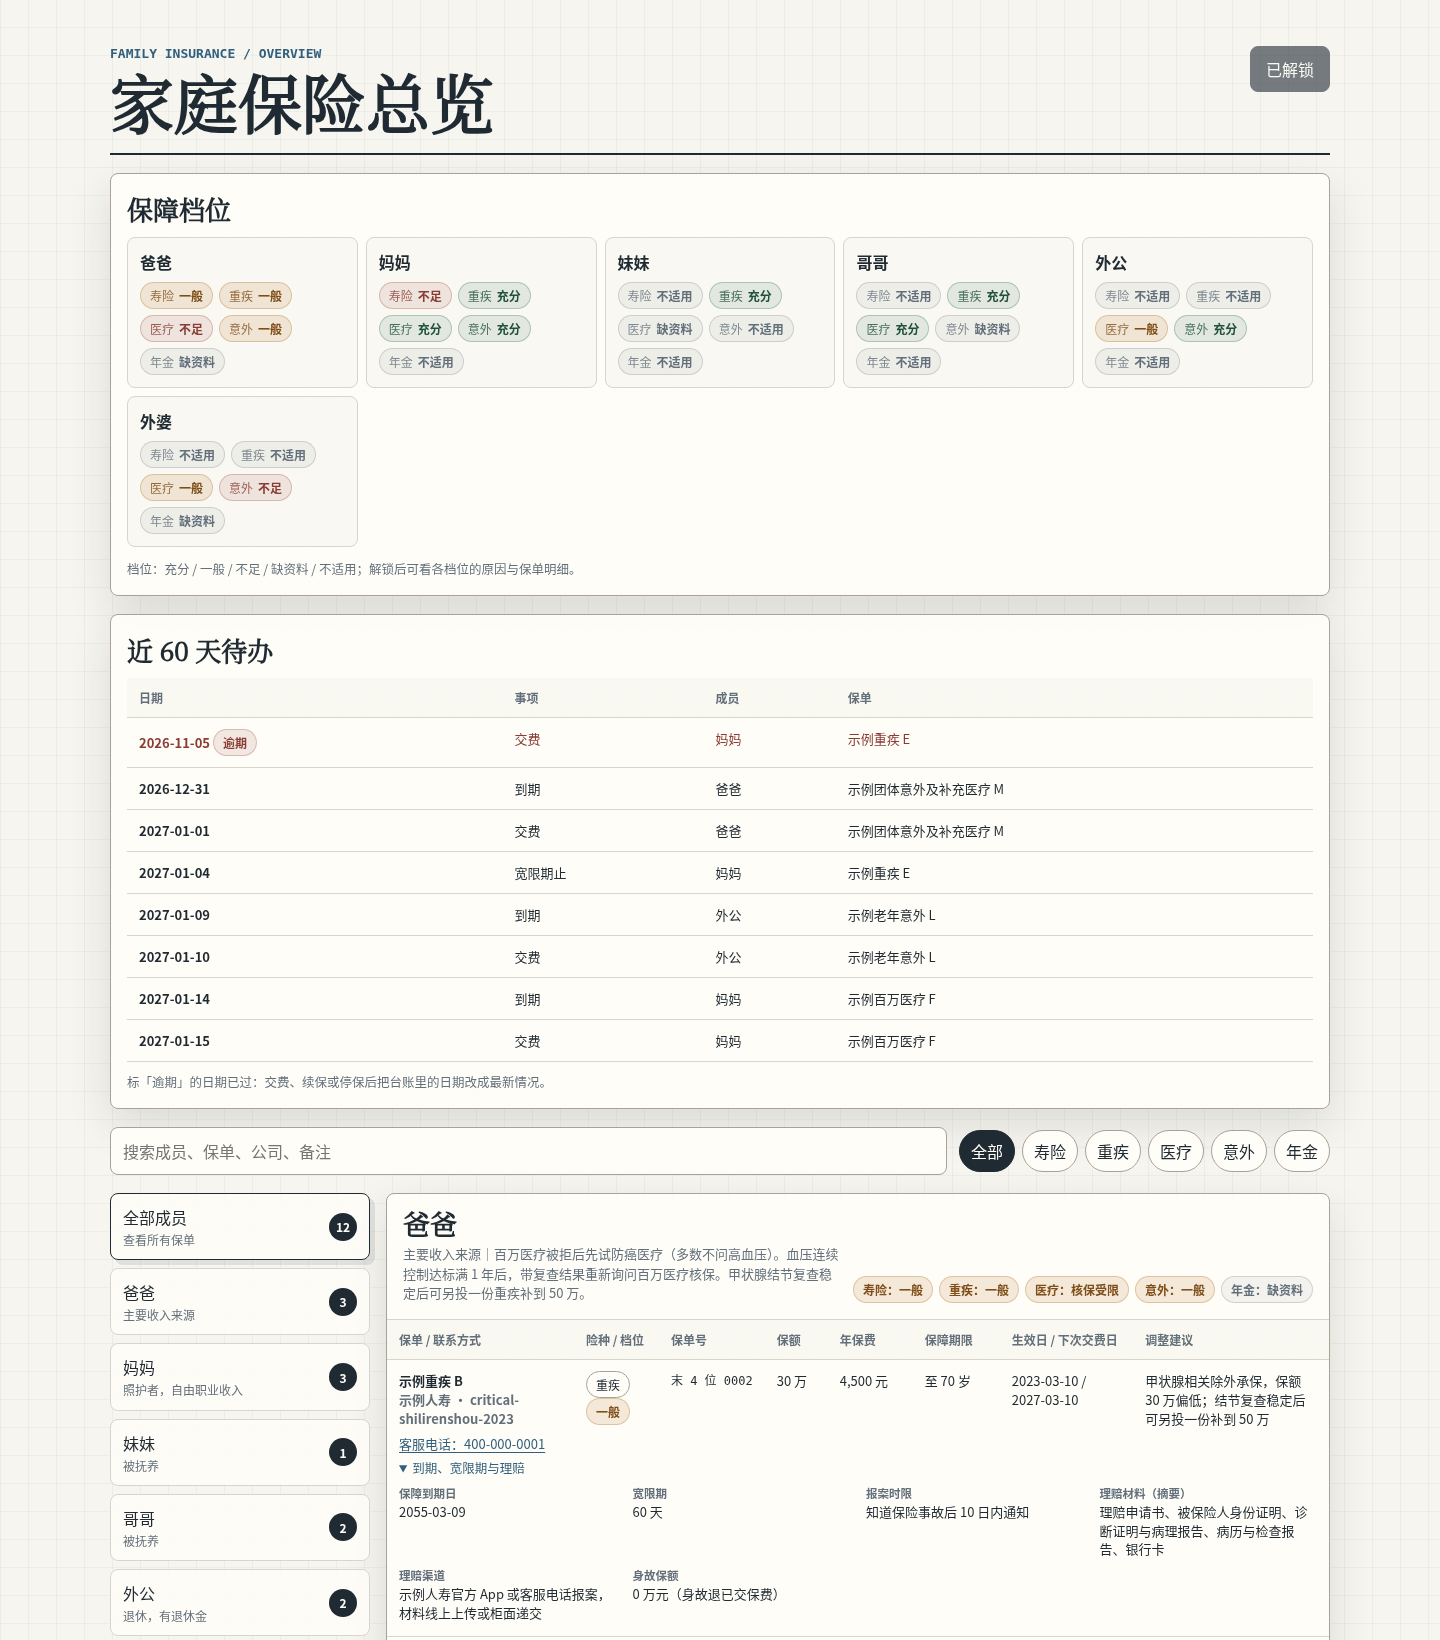 FAMILY INSURANCE / OVERVIEW
家庭保险总览
已解锁
保障档位
爸爸
寿险 一般 重疾 一般
医疗 不足 意外 一般
年金 缺资料
妈妈
寿险 不足 重疾 充分
医疗 充分 意外 充分
年金 不适用
妹妹
寿险 不适用 重疾 充分
医疗 缺资料 意外 不适用
年金 不适用
哥哥
寿险 不适用 重疾 充分
医疗 充分 意外 缺资料
年金 不适用
外公
寿险 不适用 重疾 不适用
医疗 一般 意外 充分
年金 不适用
外婆
寿险 不适用 重疾 不适用
医疗 一般 意外 不足
年金 缺资料
档位：充分 / 一般 / 不足 / 缺资料 / 不适用；解锁后可看各档位的原因与保单明细。
近 60 天待办
日期 事项 成员 保单
2026-11-05 逾期 交费 妈妈 示例重疾 E
2026-12-31 到期 爸爸 示例团体意外及补充医疗 M
2027-01-01 交费 爸爸 示例团体意外及补充医疗 M
2027-01-04 宽限期止 妈妈 示例重疾 E
2027-01-09 到期 外公 示例老年意外 L
2027-01-10 交费 外公 示例老年意外 L
2027-01-14 到期 妈妈 示例百万医疗 F
2027-01-15 交费 妈妈 示例百万医疗 F
标「逾期」的日期已过：交费、续保或停保后把台账里的日期改成最新情况。
搜索成员、保单、公司、备注
全部 寿险 重疾 医疗 意外 年金
全部成员
查看所有保单
12
爸爸
主要收入来源
3
妈妈
照护者，自由职业收入
3
妹妹
被抚养
1
哥哥
被抚养
2
外公
退休，有退休金
2
爸爸
主要收入来源｜百万医疗被拒后先试防癌医疗（多数不问高血压）。血压连续
控制达标满 1 年后，带复查结果重新询问百万医疗核保。甲状腺结节复查稳
定后可另投一份重疾补到 50 万。
寿险：一般 重疾：一般 医疗：核保受限 意外：一般 年金：缺资料
保单 / 联系方式 险种 / 档位 保单号 保额 年保费 保障期限 生效日 / 下次交费日 调整建议
示例重疾 B
示例人寿 · critical-
shilirenshou-2023
客服电话：400-000-0001
重疾
一般
末 4 位 0002
30 万
4,500 元
至 70 岁
2023-03-10 /
2027-03-10
甲状腺相关除外承保，保额
30 万偏低；结节复查稳定后
可另投一份补到 50 万
▼ 到期、宽限期与理赔
保障到期日
2055-03-09
宽限期
60 天
报案时限
知道保险事故后 10 日内通知
理赔材料（摘要）
理赔申请书、被保险人身份证明、诊
断证明与病理报告、病历与检查报
告、银行卡
理赔渠道
示例人寿官方 App 或客服电话报案，
材料线上上传或柜面递交
身故保额
0 万元（身故退已交保费）